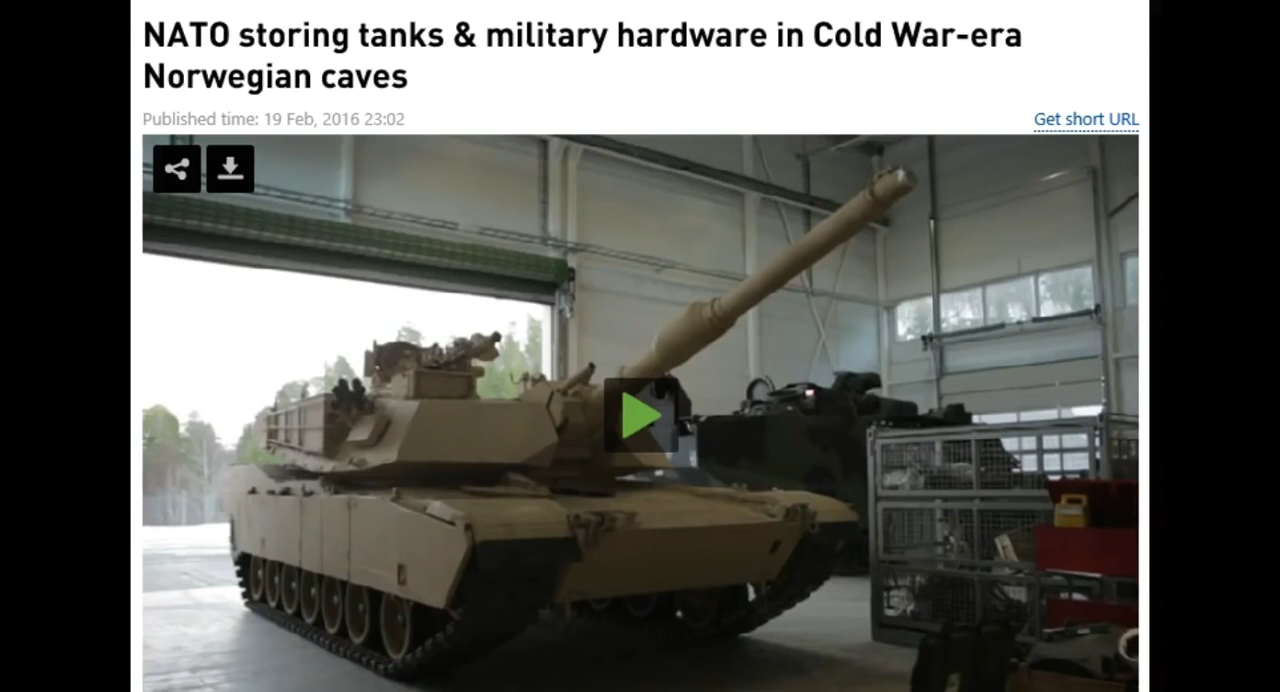 NATO storing tanks & military hardware in Cold War-era
Norwegian caves
Published time: 19 Feb, 2016 23:02
Get short URL